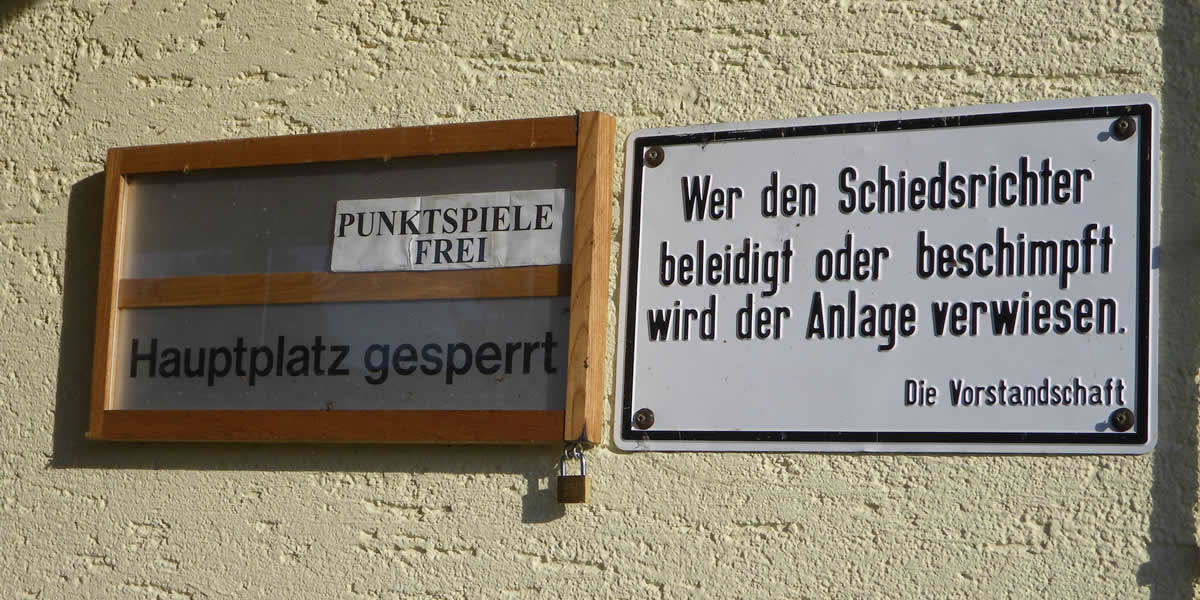 PUNKTSPIELE
FREI
Hauptplatz gesperrt
Wer den Schiedsrichter
beleidigt oder beschimpft
wird der Anlage verwiesen.
Die Vorstandschaft